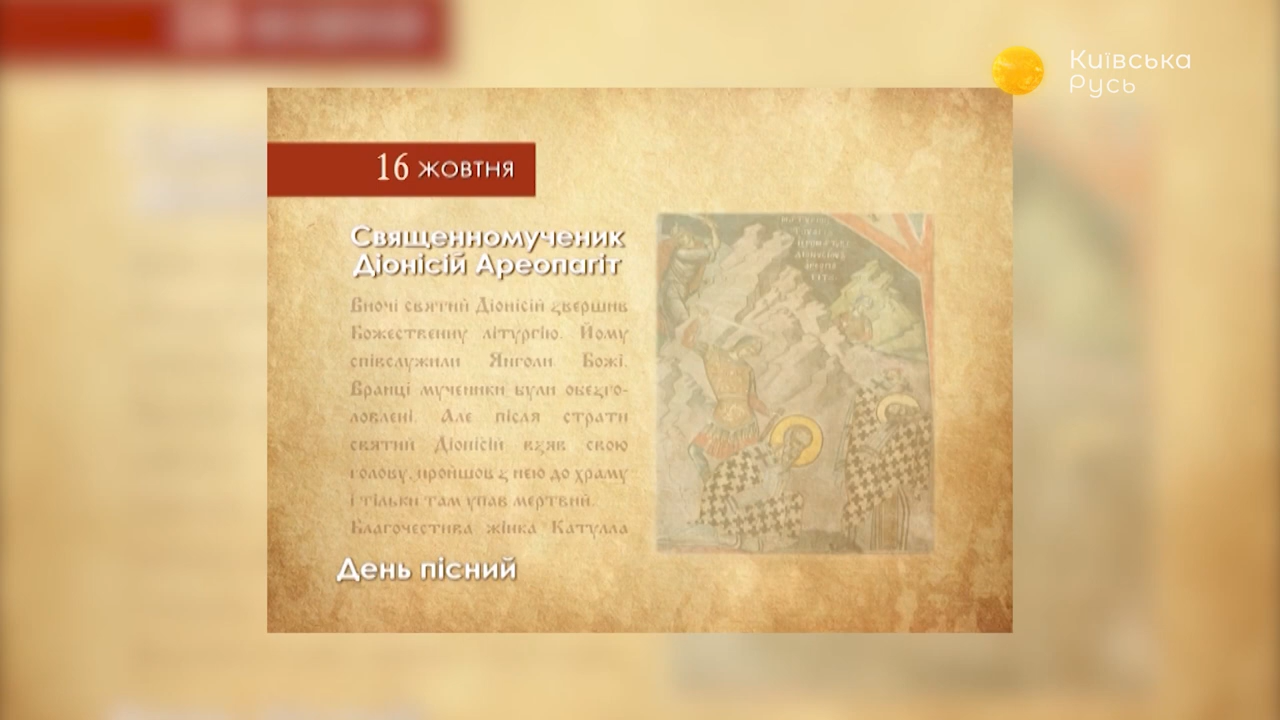 Київська
Русь
16 ЖОВТНЯ
Священномученик
Діонісій Ареопагіт
Вночі святий Діонісій звершив
Божественну літургію. Йому
співслужили Янголи Божі.
Вранці мученики були обезго-
ловлені. Але після страти
святий Діонісій взяв свою
голову, пройшов з нею до храму
і тільки там упав мертвий.
Благочестива жінка Катулла
День пісний